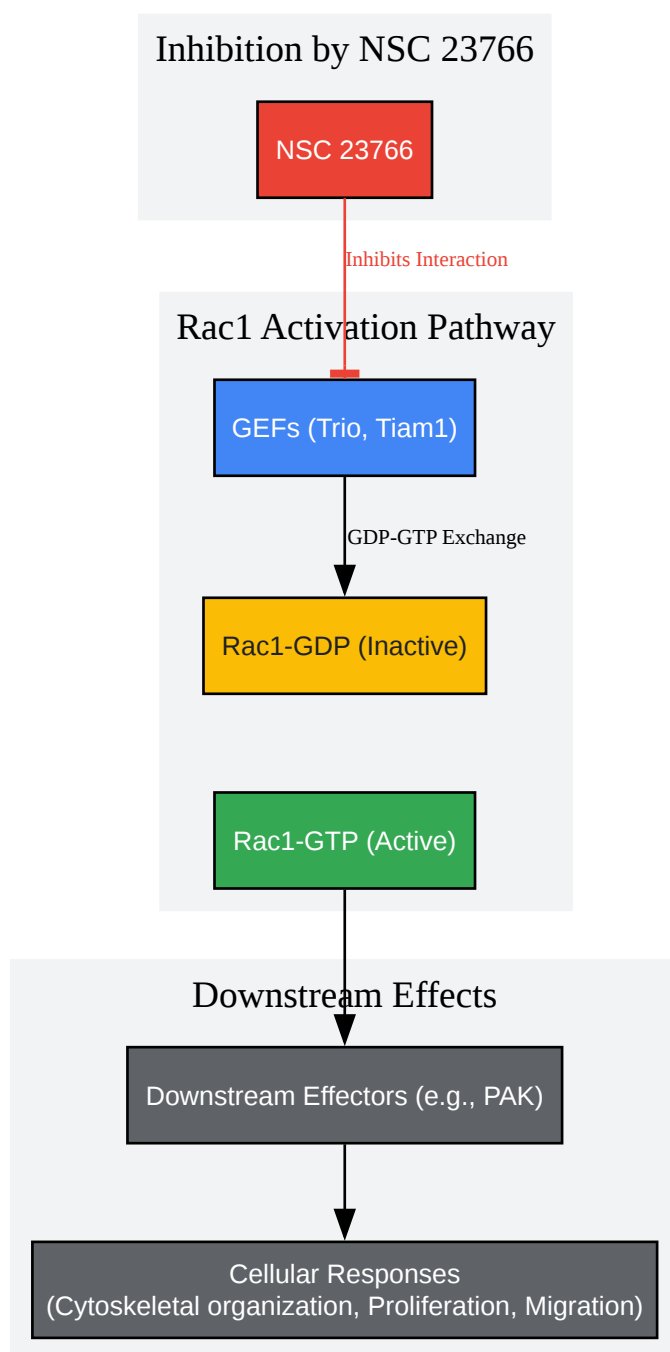 Inhibition by NSC 23766
NSC 23766
Inhibits Interaction
Rac1 Activation Pathway
GEFs (Trio, Tiam1)
GDP-GTP Exchange
Rac1-GDP (Inactive)
Rac1-GTP (Active)
Downstream Effects
Downstream Effectors (e.g., PAK)
Cellular Responses
(Cytoskeletal organization, Proliferation, Migration)